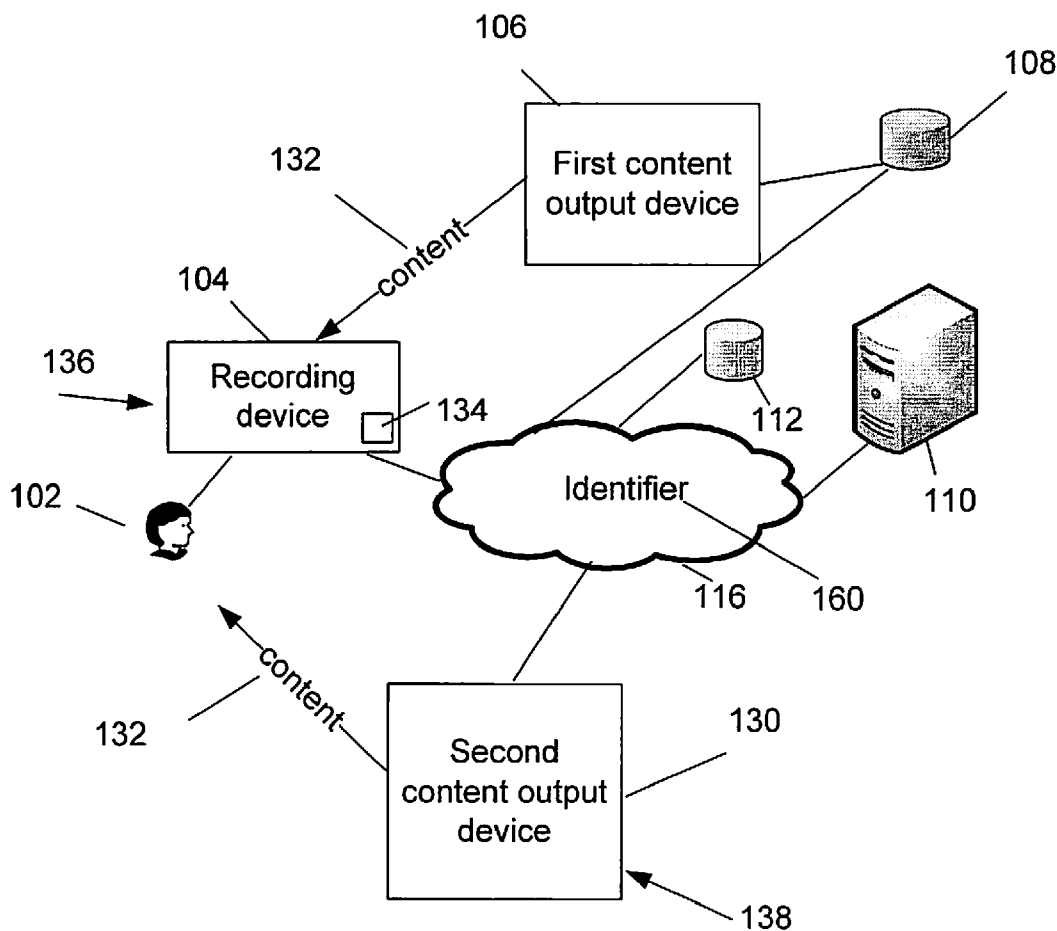 106
108
132
First content
output device
content
104
136
Recording
device
134
112
110
102
Identifier
116
160
content
132
130
Second
content output
device
138